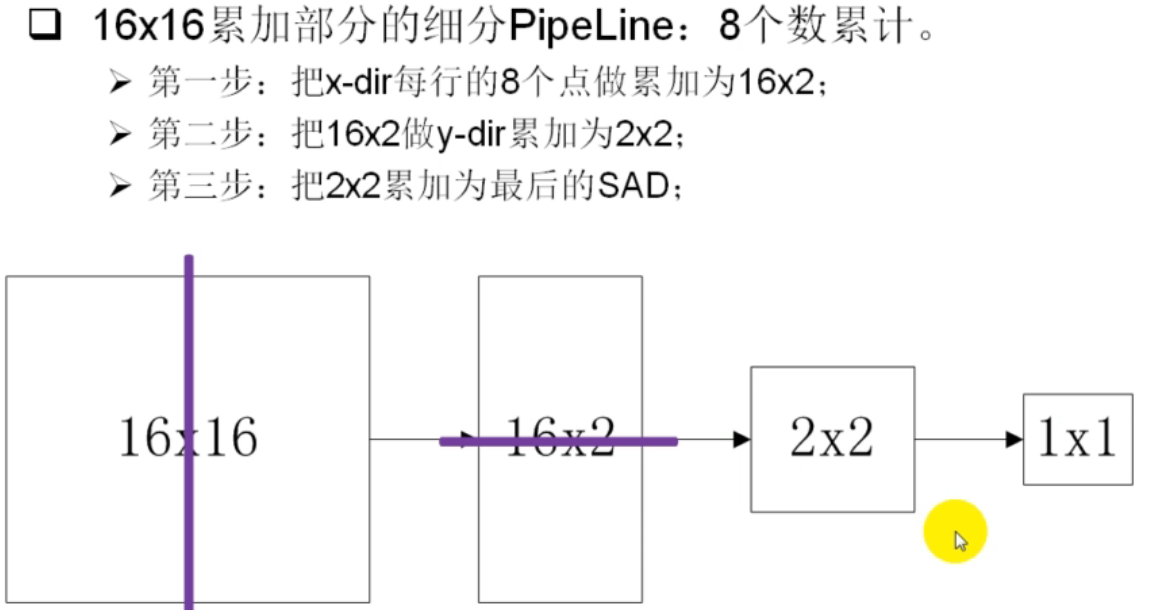 16x16累加部分的细分PipeLine：8个数累计。
第一步：把x-dir每行的8个点做累加为16x2；
第二步：把16x2做y-dir累加为2x2；
第三步：把2x2累加为最后的SAD；
16x16
16x2
2x2
1x1